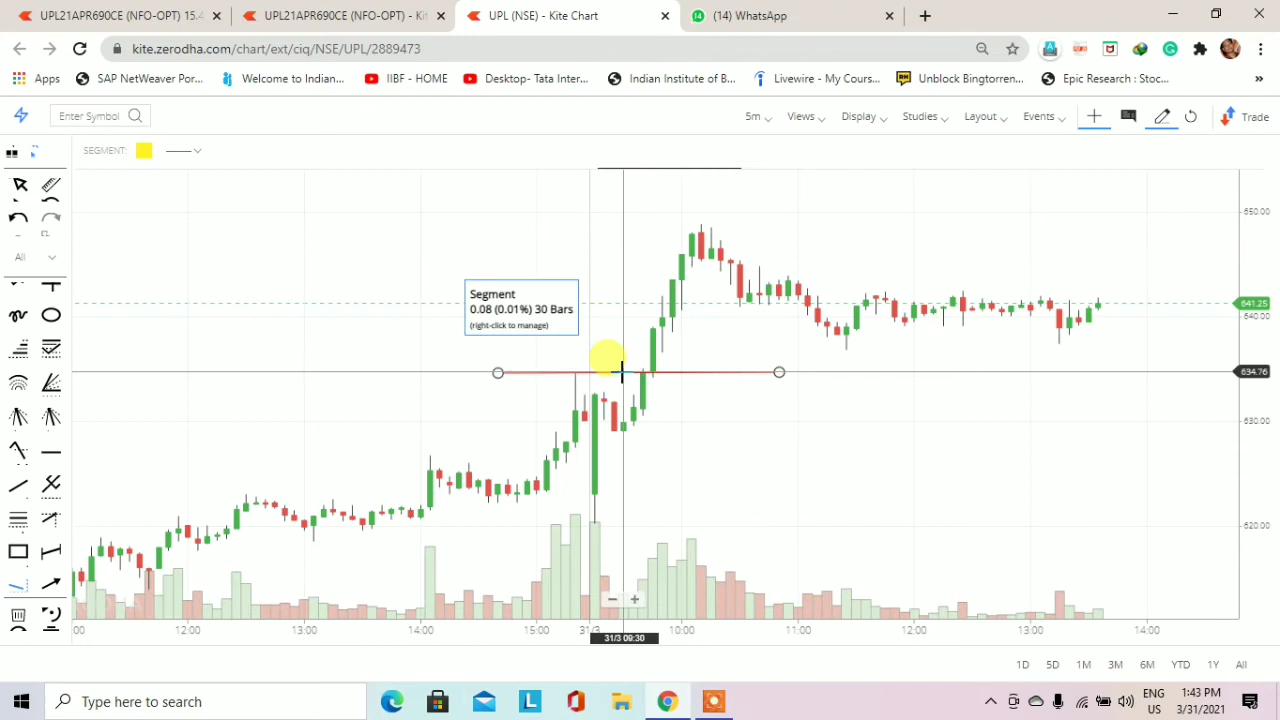 UPL21APR690CE (NFO-OPT) 15.4
UPL21APR690CE (NFO-OPT) - Kit
UPL (NSE) - Kite Chart
(14) WhatsApp
kite.zerodha.com/chart/ext/ciq/NSE/UPL/2889473
Apps
SAP NetWeaver Por...
Welcome to Indian...
IIBF - HOME
Desktop- Tata Inter...
Indian Institute of B...
Livewire - My Cours...
Unblock Bingtorren...
Epic Research : Stoc...
»
Enter Symbol
5m
Views
Display
Studies
Layout
Events
Trade
SEGMENT:
All
Segment
0.08 (0.01%) 30 Bars
(right-click to manage)
650.00
641.25
640.00
634.76
630.00
620.00
:00
12:00
13:00
14:00
15:00
31/3
10:00
11:00
12:00
13:00
14:00
31/3 09:30
1D
5D
1M
3M
6M
YTD
1Y
All
Type here to search
ENG
US
1:43 PM
3/31/2021